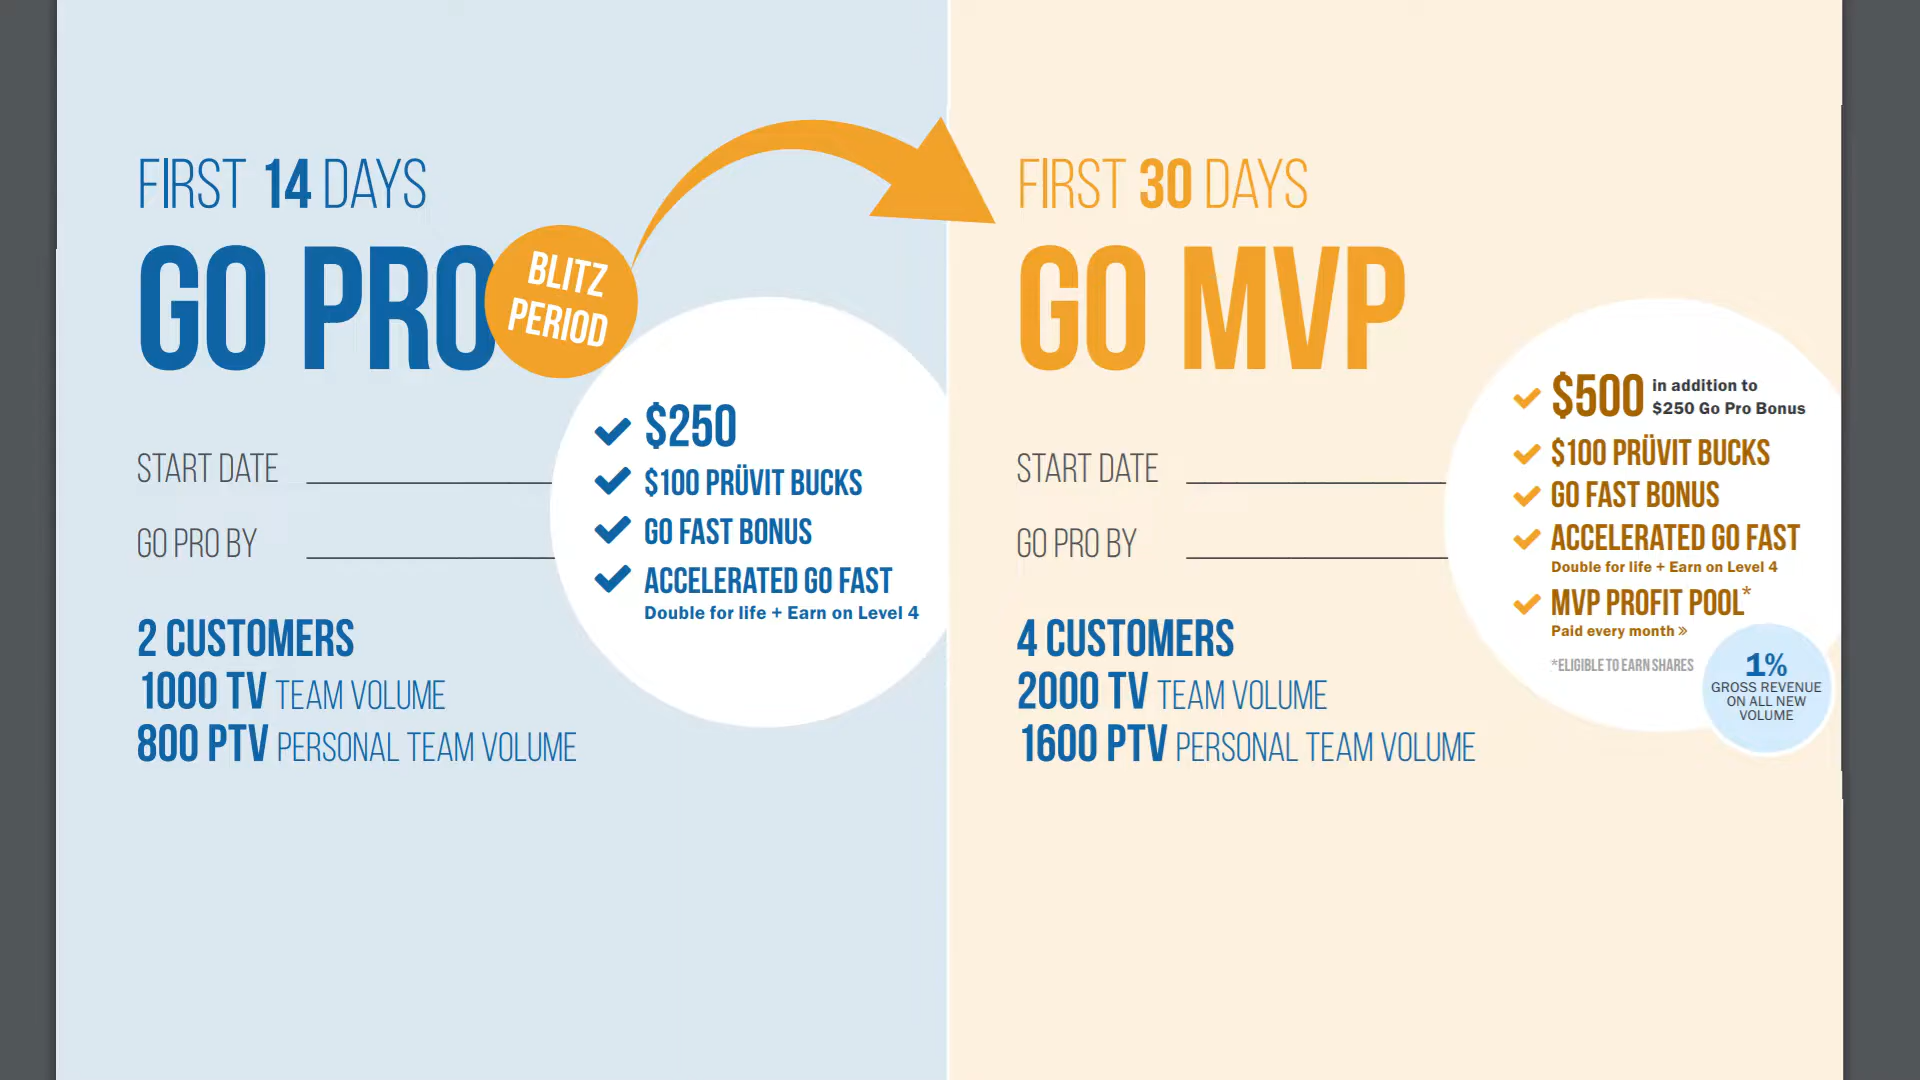 FIRST 14 DAYS
GO PRO
BLITZ
PERIOD
START DATE
GO PRO BY
2 CUSTOMERS
1000 TV TEAM VOLUME
800 PTV PERSONAL TEAM VOLUME
$250
$100 PRÜVIT BUCKS
GO FAST BONUS
ACCELERATED GO FAST
Double for life + Earn on Level 4
FIRST 30 DAYS
GO MVP
START DATE
GO PRO BY
4 CUSTOMERS
2000 TV TEAM VOLUME
1600 PTV PERSONAL TEAM VOLUME
$500 in addition to
$250 Go Pro Bonus
$100 PRÜVIT BUCKS
GO FAST BONUS
ACCELERATED GO FAST
Double for life + Earn on Level 4
MVP PROFIT POOL*
Paid every month »
*ELIGIBLE TO EARN SHARES
1%
GROSS REVENUE
ON ALL NEW
VOLUME